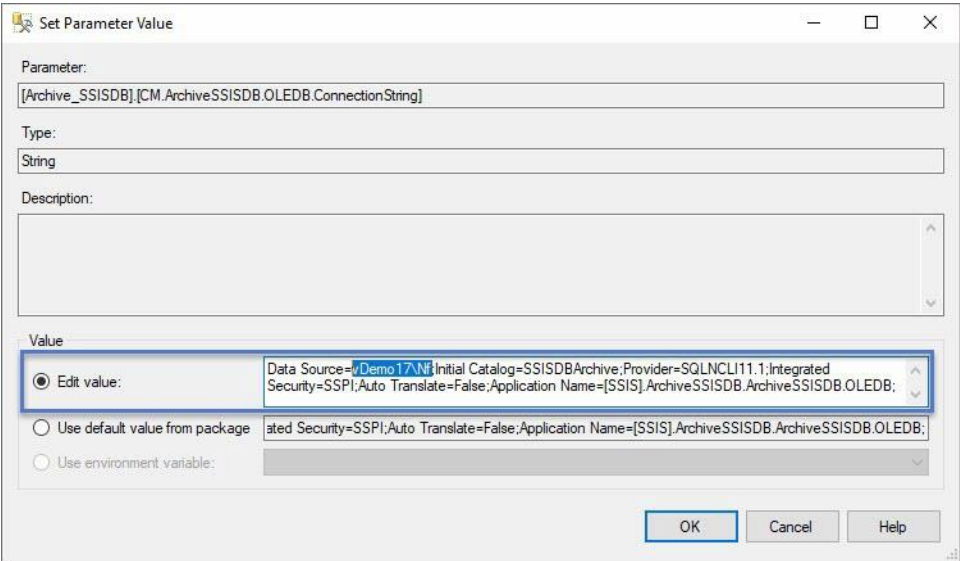 Set Parameter Value
Parameter:
[Archive_SSISDB].[CM.ArchiveSSISDB.OLEDB.ConnectionString]
Type:
String
Description:
Value
Edit value:
Data Source=vDemo17\Nf;Initial Catalog=SSISDBArchive;Provider=SQLNCLI11.1;Integrated
Security=SSPI;Auto Translate=False;Application Name=[SSIS].ArchiveSSISDB.ArchiveSSISDB.OLEDB;
Use default value from package
ated Security=SSPI;Auto Translate=False;Application Name=[SSIS].ArchiveSSISDB.ArchiveSSISDB.OLEDB;
Use environment variable:
OK
Cancel
Help